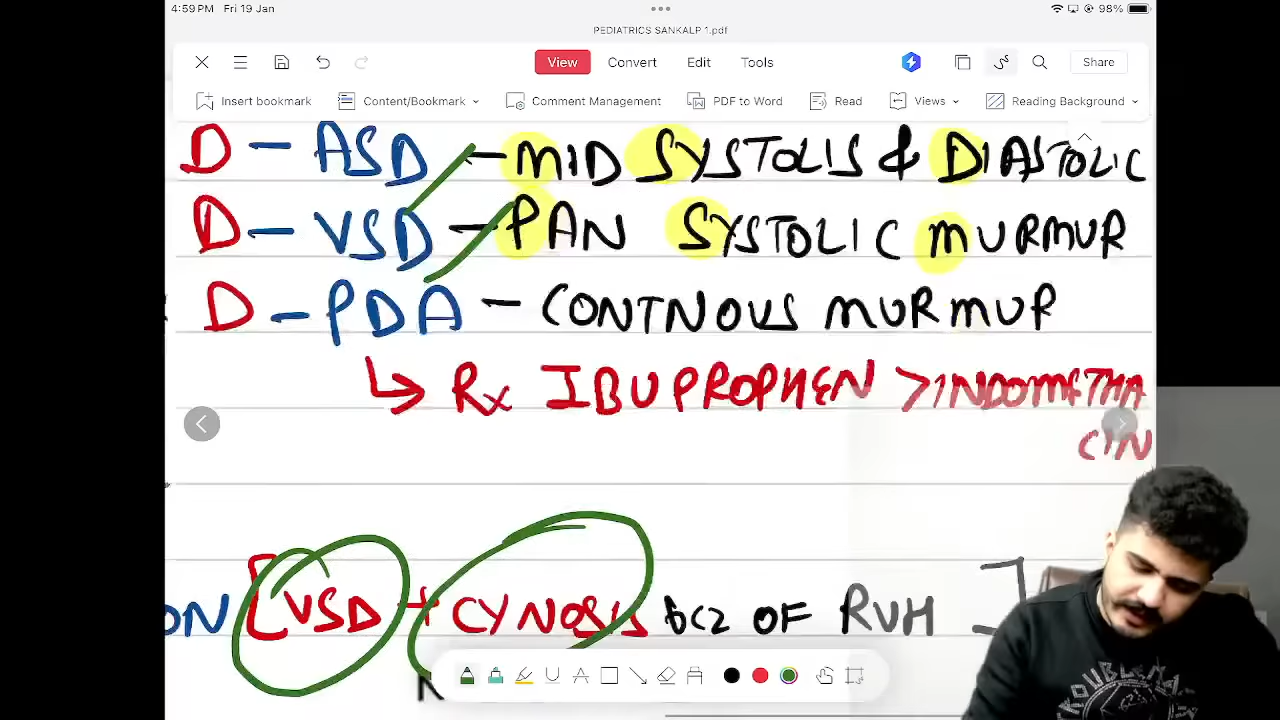 4:59 PM Fri 19 Jan
98%
PEDIATRICS SANKALP 1.pdf
View Convert Edit Tools Share
Insert bookmark Content/Bookmark Comment Management PDF to Word Read Views Reading Background
D - ASD - MID SYSTOLIS & DIASTOLIC
D - VSD - PAN SYSTOLIC MURMUR
D - PDA - CONTNOUS MURMUR
↳ Rx IBUPROPHEN > INDOMETHA
CIN
ON [VSD + CYNOSIS bcz OF RVH ]